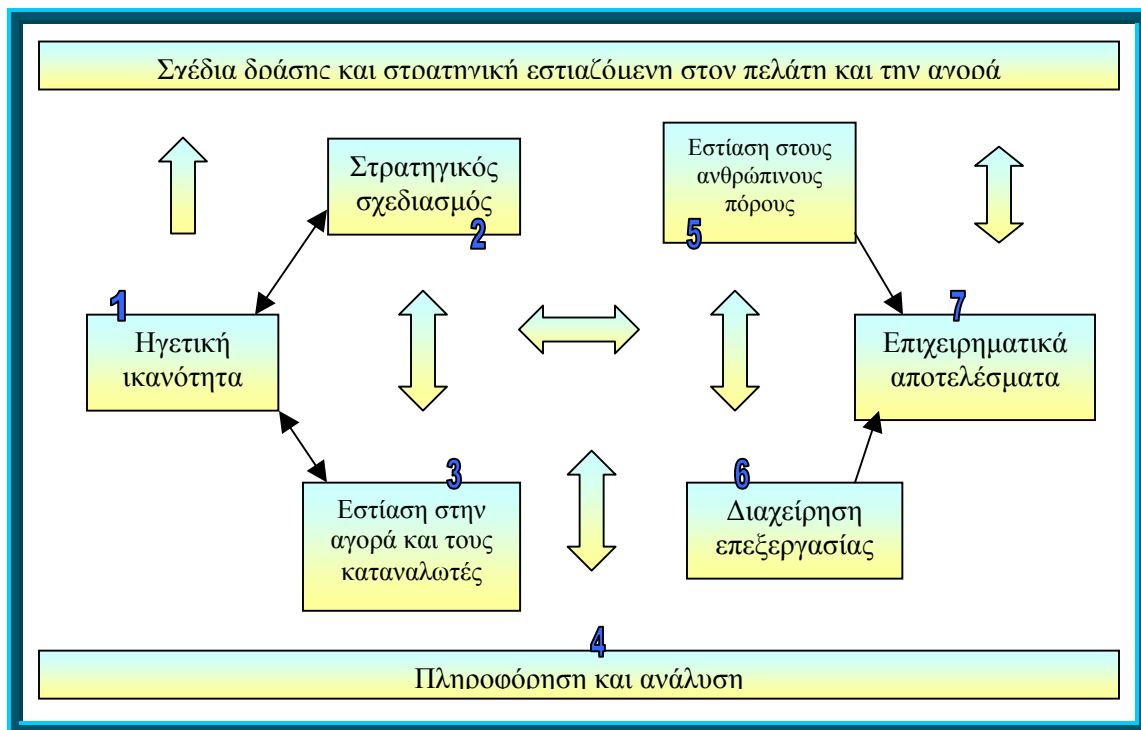 Σχέδια δράσης και στρατηγική εστιαζόμενη στον πελάτη και την αγορά
Στρατηγικός
σχεδιασμός
2
Εστίαση στους
ανθρώπινους
πόρους
5
1
Ηγετική
ικανότητα
7
Επιχειρηματικά
αποτελέσματα
3
Εστίαση στην
αγορά και τους
καταναλωτές
6
Διαχείρηση
επεξεργασίας
4
Πληροφόρηση και ανάλυση